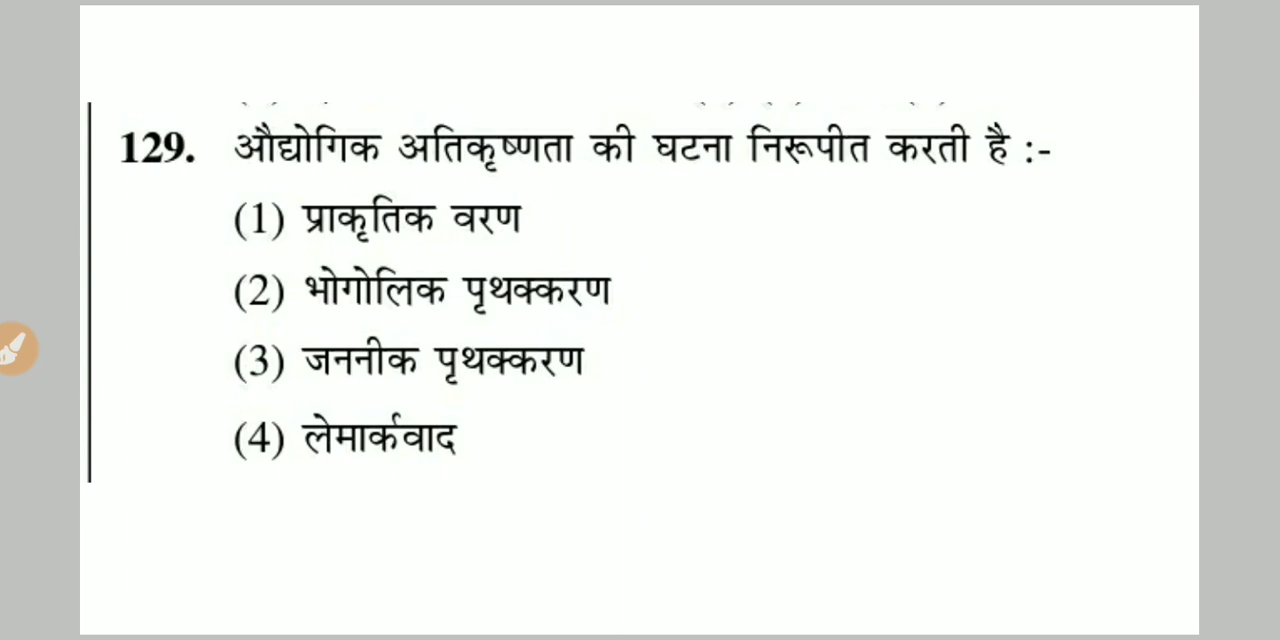 129. औद्योगिक अतिकृष्णता की घटना निरूपीत करती है :-
(1) प्राकृतिक वरण
(2) भोगोलिक पृथक्करण
(3) जननीक पृथक्करण
(4) लेमार्कवाद